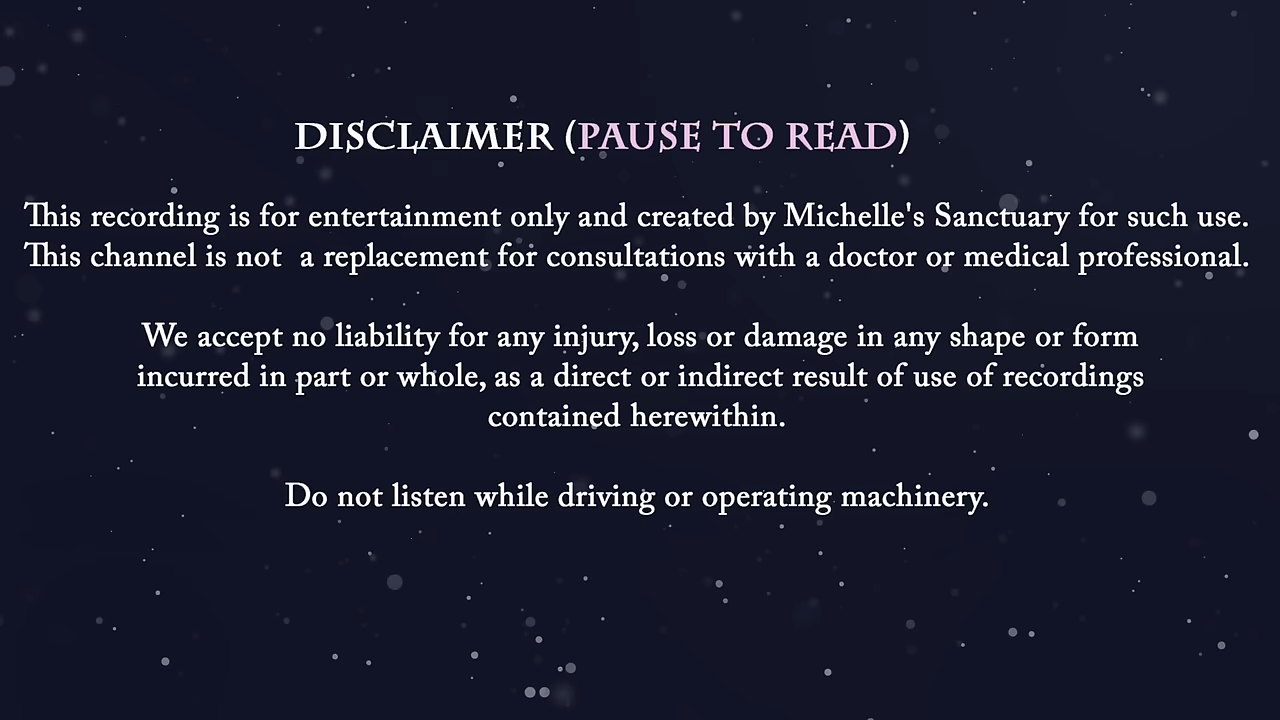 DISCLAIMER (PAUSE TO READ)
This recording is for entertainment only and created by Michelle's Sanctuary for such use.
This channel is not  a replacement for consultations with a doctor or medical professional.
We accept no liability for any injury, loss or damage in any shape or form
incurred in part or whole, as a direct or indirect result of use of recordings
contained herewithin.
Do not listen while driving or operating machinery.